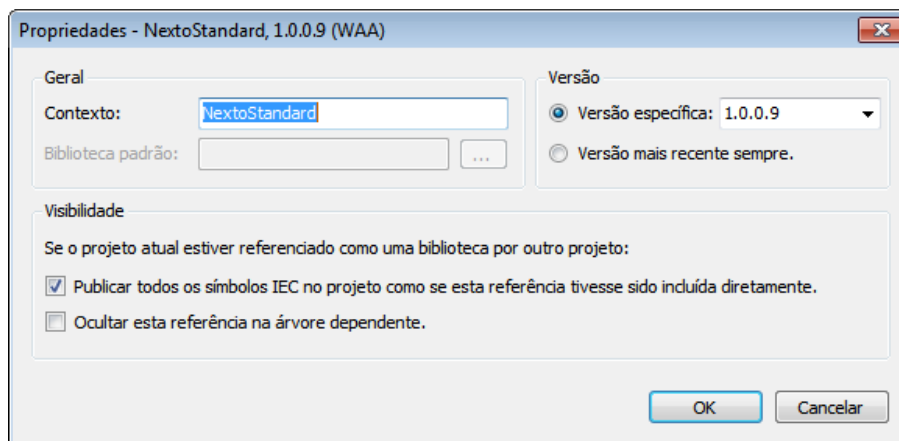 Propriedades - NextoStandard, 1.0.0.9 (WAA)
Geral
Contexto: NextoStandard
Biblioteca padrão: ...
Versão
Versão específica: 1.0.0.9
Versão mais recente sempre.
Visibilidade
Se o projeto atual estiver referenciado como uma biblioteca por outro projeto:
Publicar todos os símbolos IEC no projeto como se esta referência tivesse sido incluída diretamente.
Ocultar esta referência na árvore dependente.
OK Cancelar